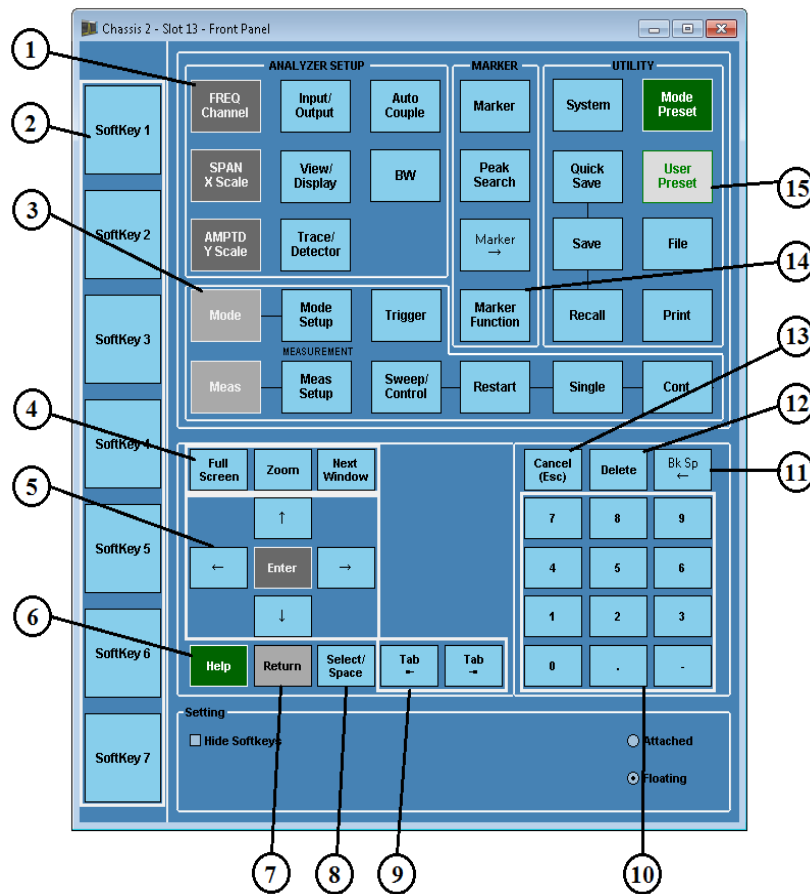 Chassis 2 - Slot 13 - Front Panel
1
2
3
4
5
6
7
8
9
10
11
12
13
14
15
SoftKey 1
SoftKey 2
SoftKey 3
SoftKey 4
SoftKey 5
SoftKey 6
SoftKey 7
ANALYZER SETUP
FREQ
Channel
Input/
Output
Auto
Couple
SPAN
X Scale
View/
Display
BW
AMPTD
Y Scale
Trace/
Detector
MARKER
Marker
Peak
Search
Marker
→
Marker
Function
UTILITY
System
Mode
Preset
Quick
Save
User
Preset
Save
File
Recall
Print
Mode
Mode
Setup
Trigger
MEASUREMENT
Meas
Meas
Setup
Sweep/
Control
Restart
Single
Cont
Full
Screen
Zoom
Next
Window
↑
←
Enter
→
↓
Help
Return
Select/
Space
Tab
⇤
Tab
⇥
Cancel
(Esc)
Delete
Bk Sp
←
7 8 9
4 5 6
1 2 3
0 . -
Setting
Hide Softkeys
Attached
Floating